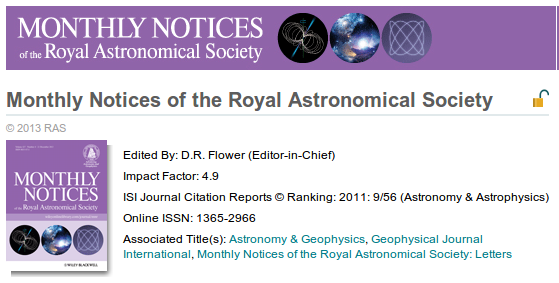 MONTHLY NOTICES
of the Royal Astronomical Society
Monthly Notices of the Royal Astronomical Society
© 2013 RAS
MONTHLY
NOTICES
of the Royal Astronomical Society
WILEY-BLACKWELL
Edited By: D.R. Flower (Editor-in-Chief)
Impact Factor: 4.9
ISI Journal Citation Reports © Ranking: 2011: 9/56 (Astronomy & Astrophysics)
Online ISSN: 1365-2966
Associated Title(s): Astronomy & Geophysics, Geophysical Journal
International, Monthly Notices of the Royal Astronomical Society: Letters